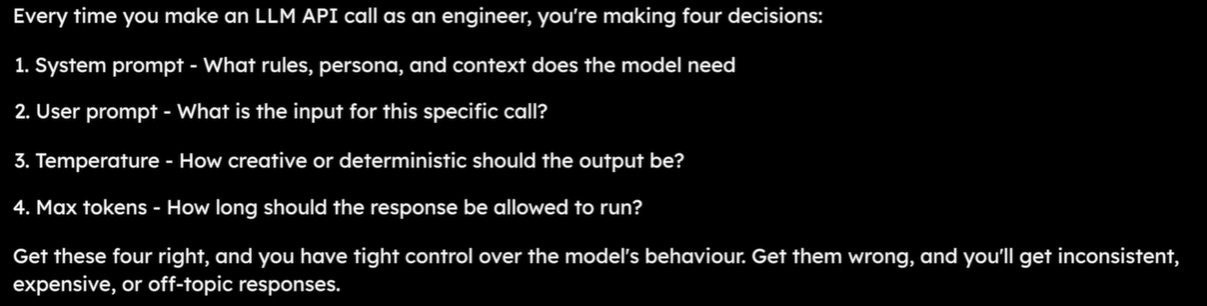 Every time you make an LLM API call as an engineer, you're making four decisions:
1. System prompt - What rules, persona, and context does the model need
2. User prompt - What is the input for this specific call?
3. Temperature - How creative or deterministic should the output be?
4. Max tokens - How long should the response be allowed to run?
Get these four right, and you have tight control over the model's behaviour. Get them wrong, and you'll get inconsistent,
expensive, or off-topic responses.